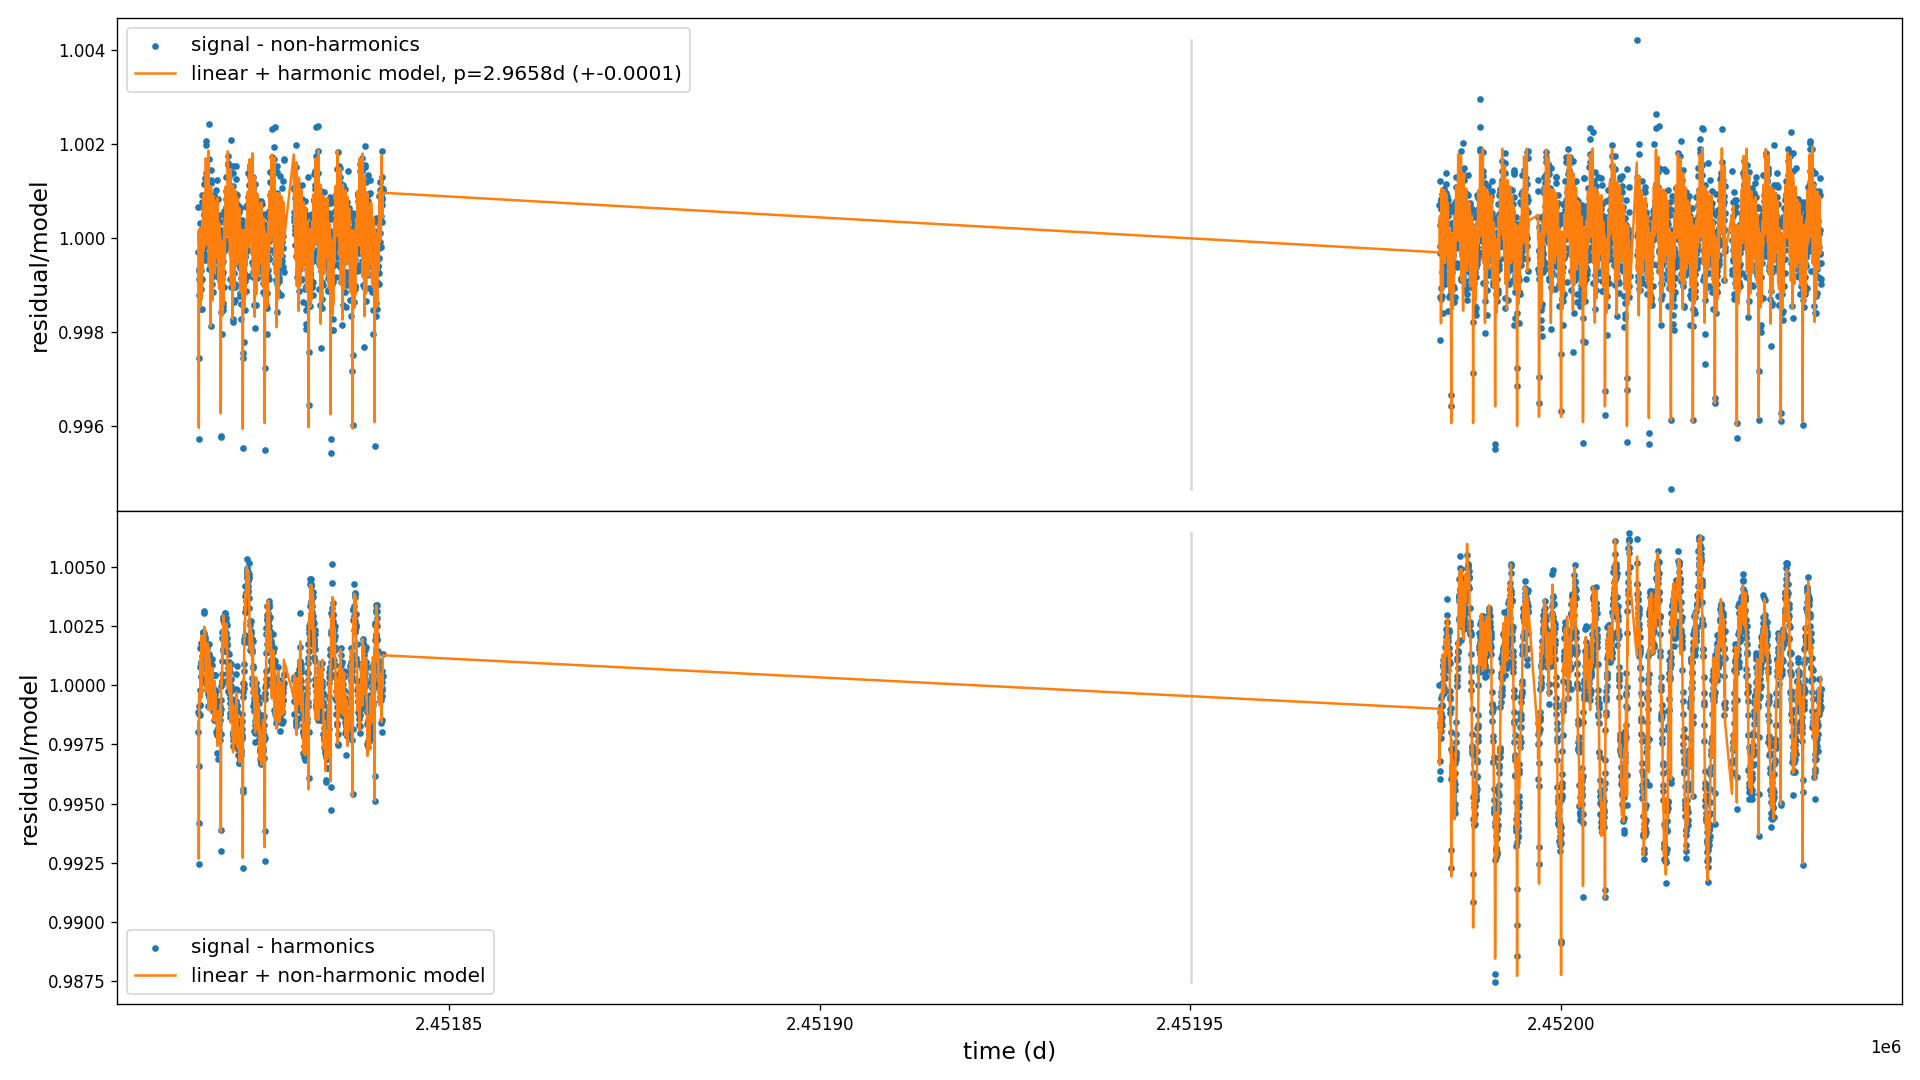 signal - non-harmonics
linear + harmonic model, p=2.9658d (+-0.0001)
1.004
1.002
1.000
0.998
0.996
residual/model
1.0050
1.0025
1.0000
0.9975
0.9950
0.9925
0.9900
0.9875
residual/model
signal - harmonics
linear + non-harmonic model
2.45185
2.45190
2.45195
2.45200
1e6
time (d)